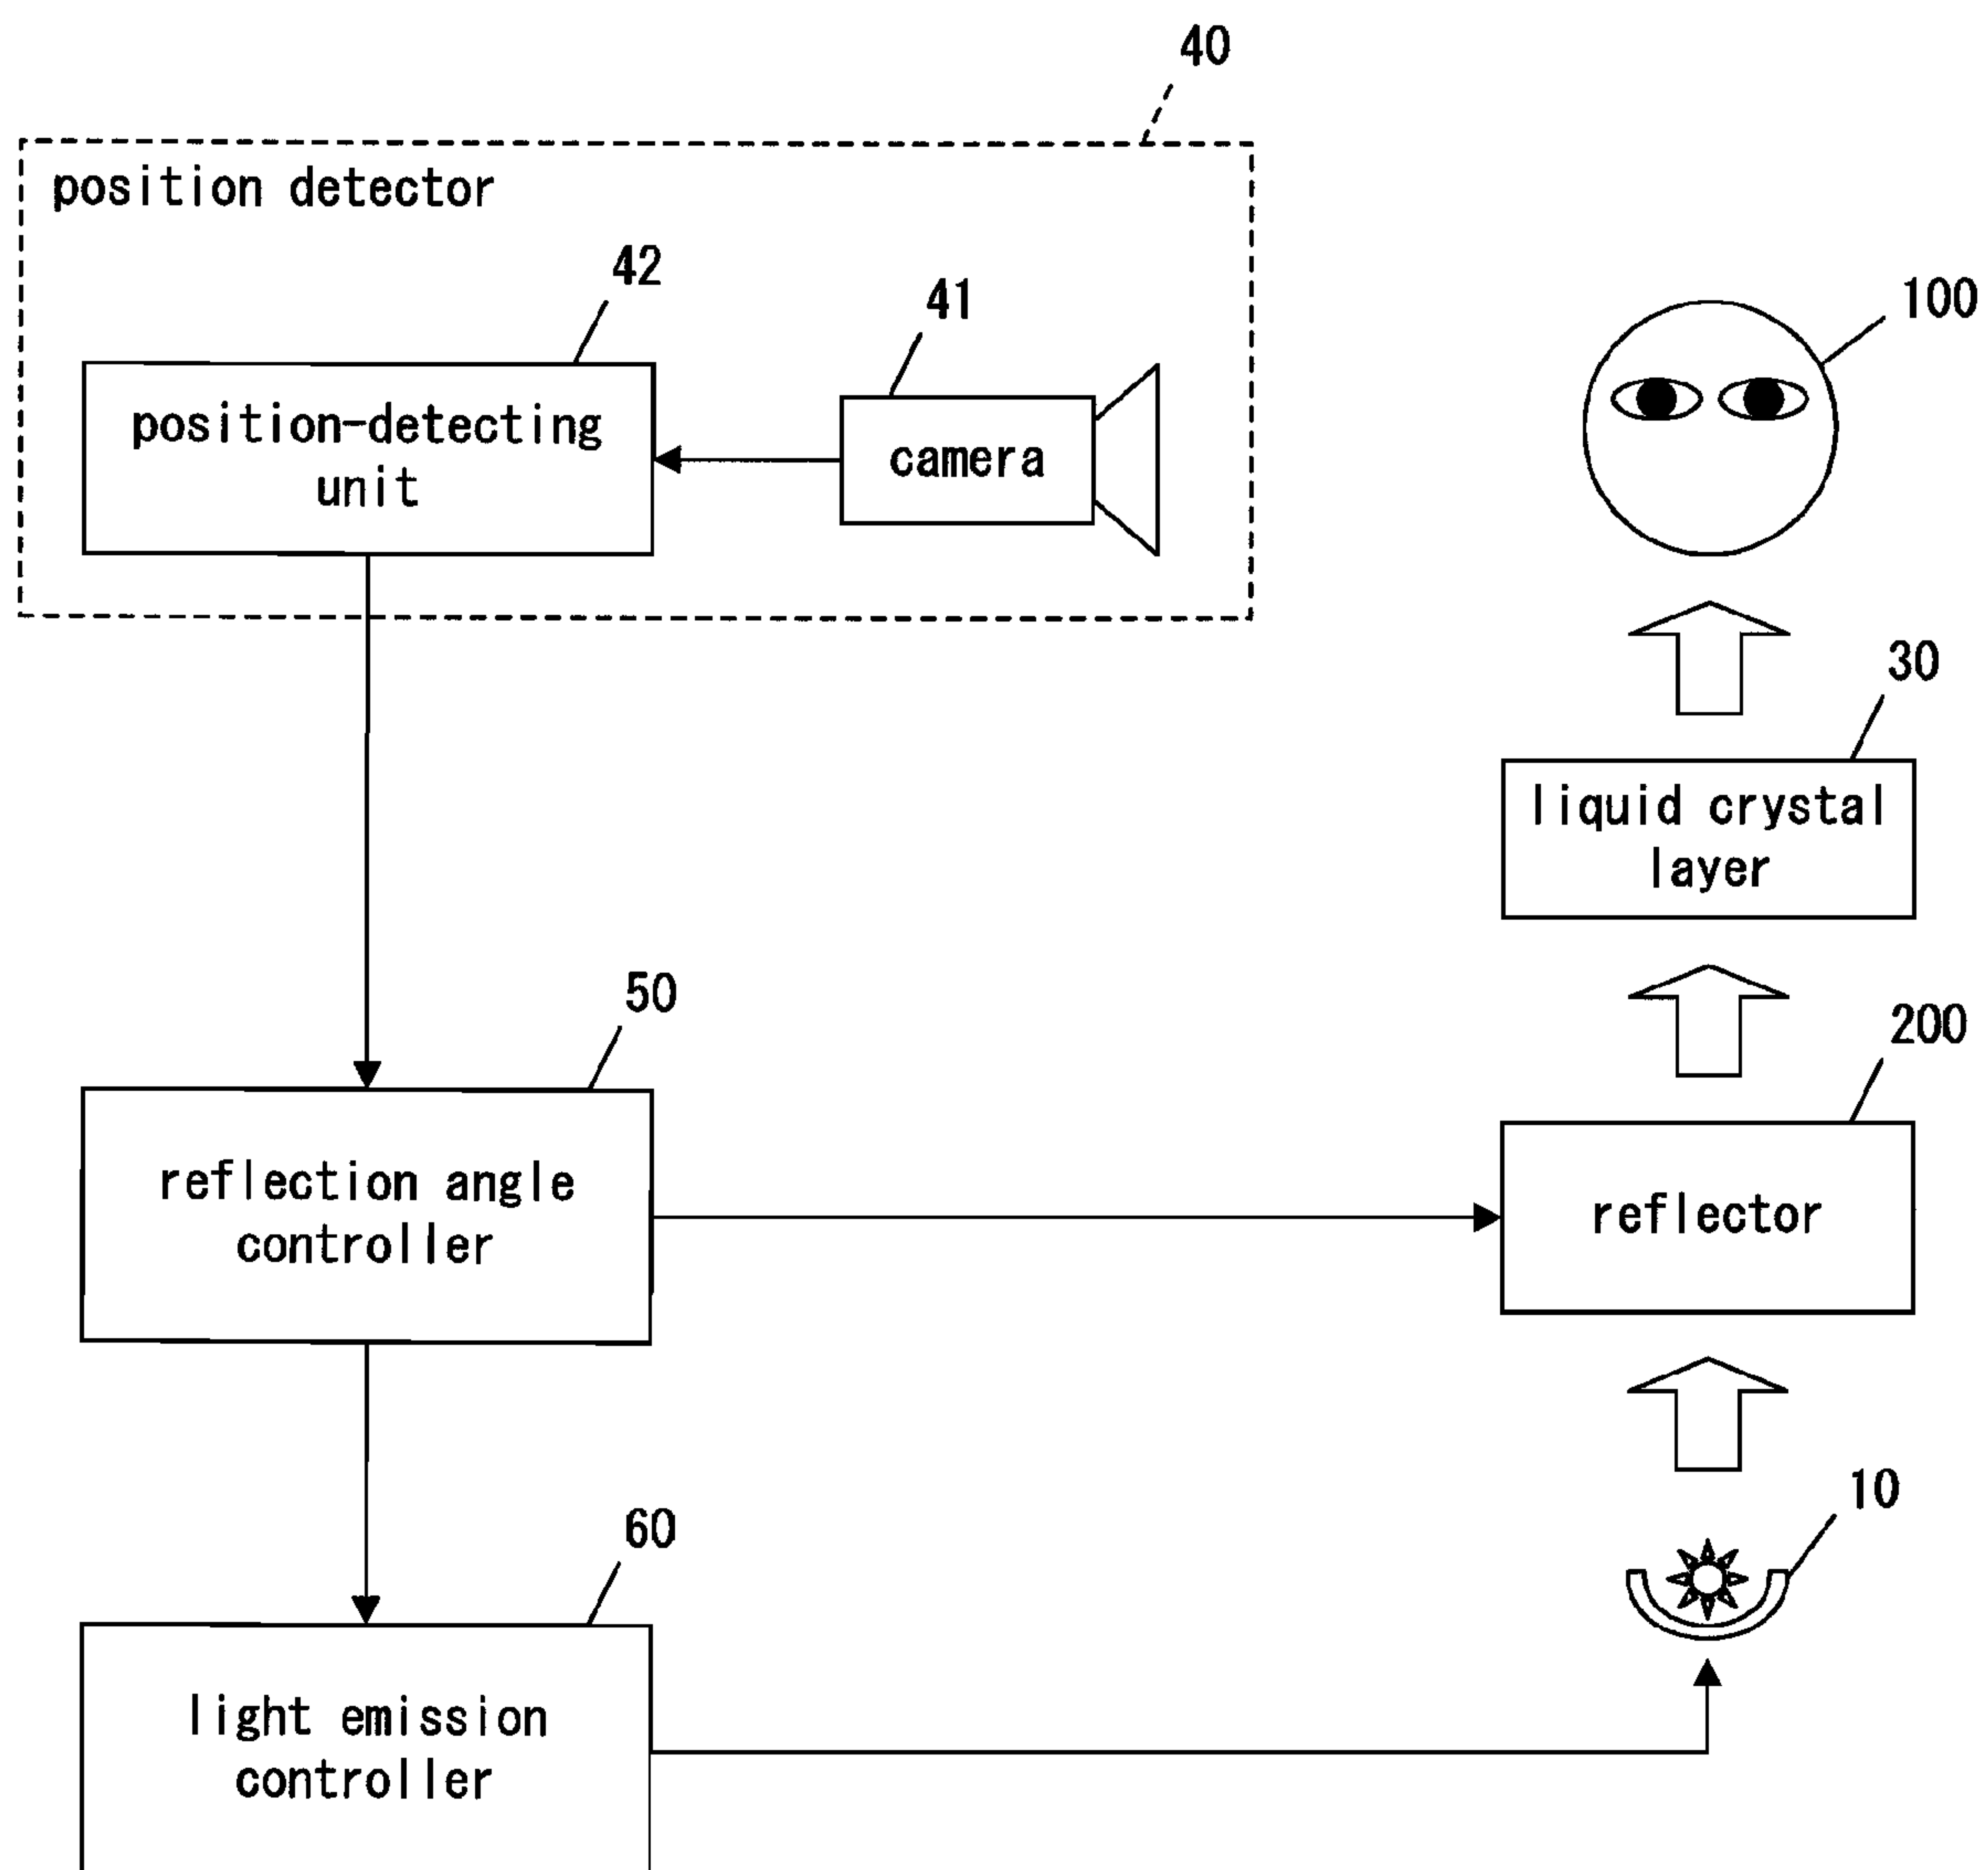 40
position detector
42
41
100
position-detecting
unit
camera
30
liquid crystal
layer
50
200
reflection angle
controller
reflector
10
60
light emission
controller